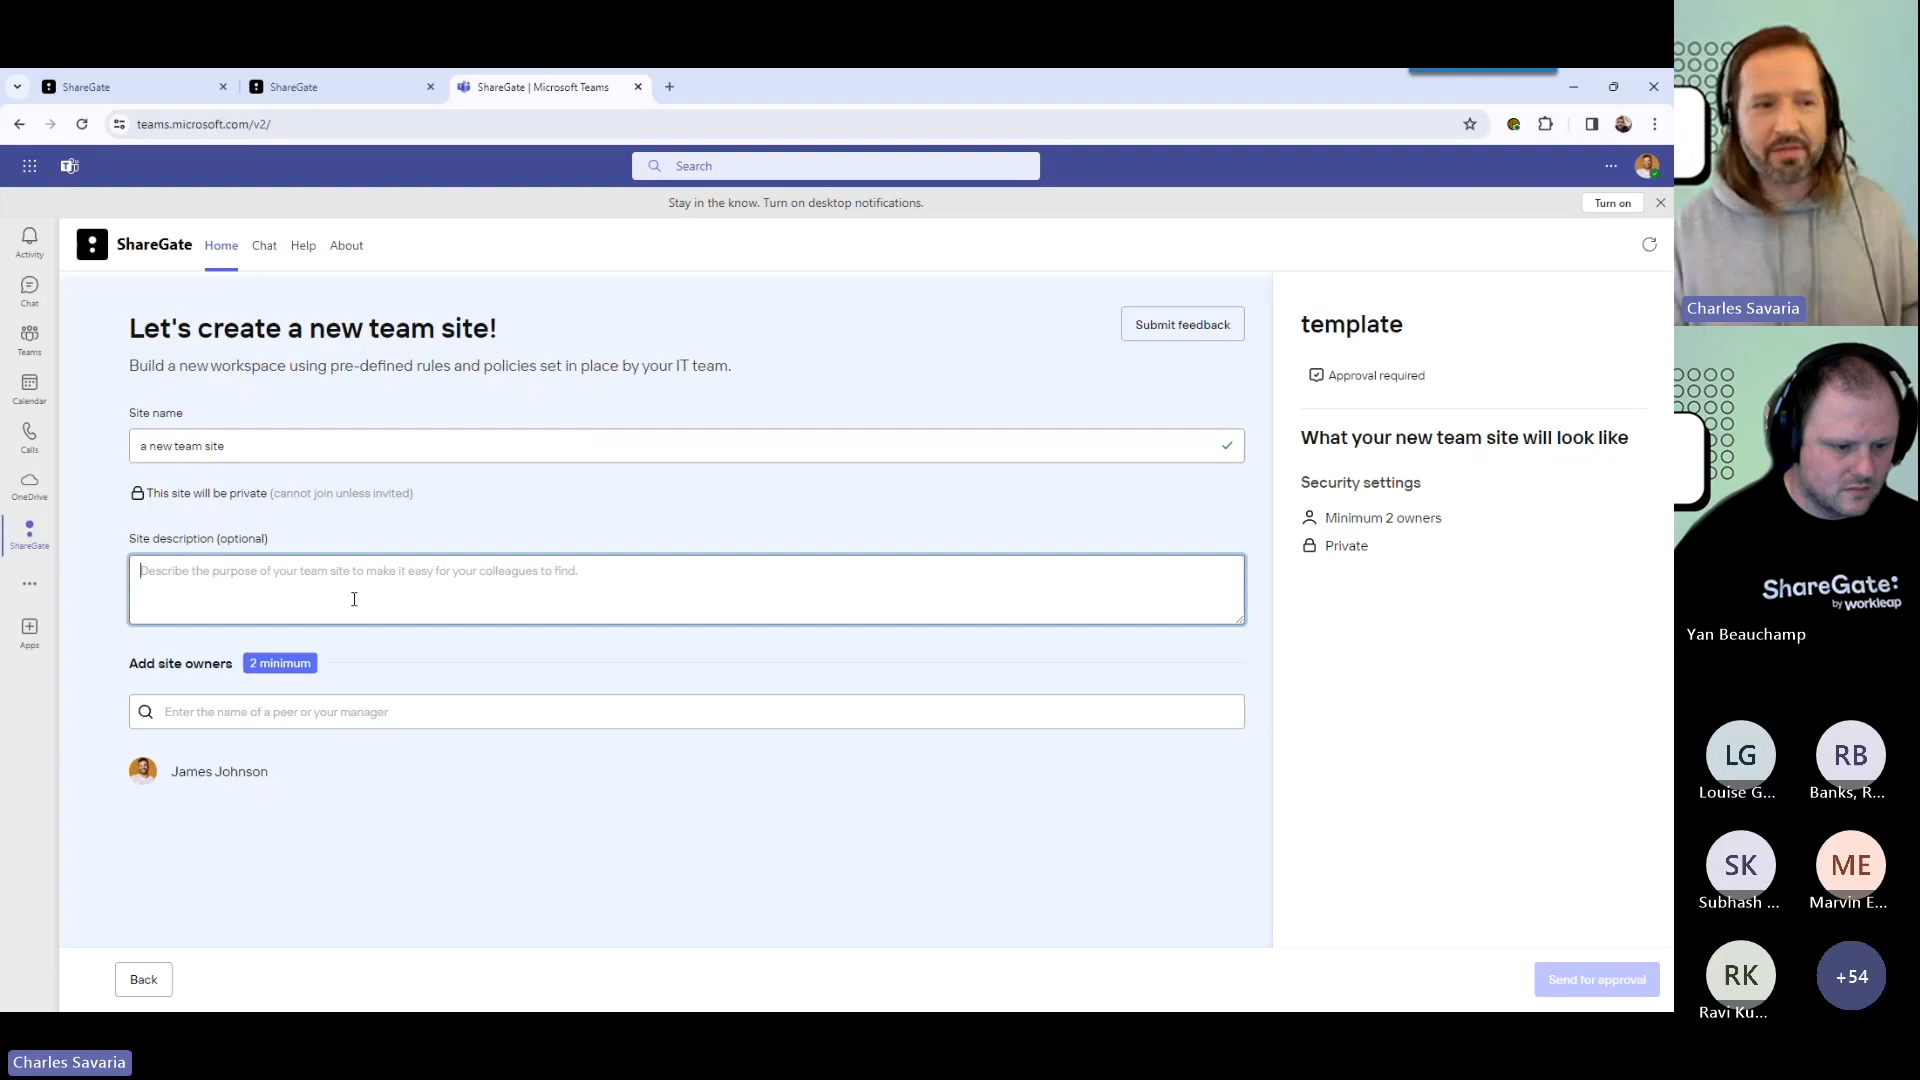 ShareGate
ShareGate
ShareGate | Microsoft Teams
teams.microsoft.com/v2/
Search
Stay in the know. Turn on desktop notifications.
Turn on
Activity
Chat
Teams
Calendar
Calls
OneDrive
ShareGate
Apps
ShareGate
Home
Chat
Help
About
Let's create a new team site!
Submit feedback
Build a new workspace using pre-defined rules and policies set in place by your IT team.
Site name
a new team site
This site will be private (cannot join unless invited)
Site description (optional)
Describe the purpose of your team site to make it easy for your colleagues to find.
Add site owners
2 minimum
Enter the name of a peer or your manager
James Johnson
Back
Send for approval
template
Approval required
What your new team site will look like
Security settings
Minimum 2 owners
Private
Charles Savaria
ShareGate:
by workleap
Yan Beauchamp
LG
Louise G...
RB
Banks, R...
SK
Subhash ...
ME
Marvin E...
RK
Ravi Ku...
+54
Charles Savaria